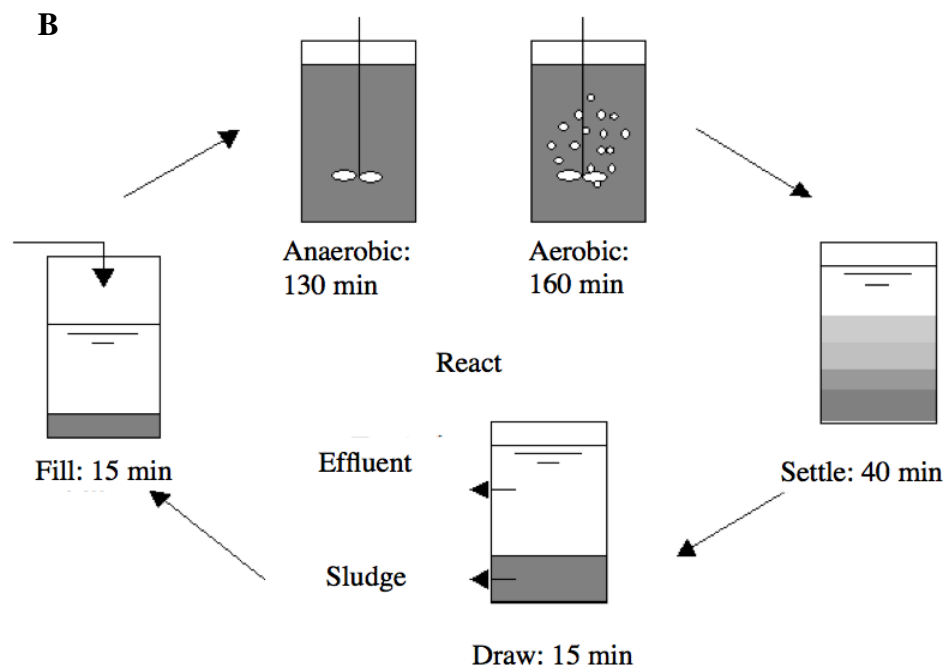 B
Anaerobic:
130 min
Aerobic:
160 min
React
Fill: 15 min
Effluent
Settle: 40 min
Sludge
Draw: 15 min